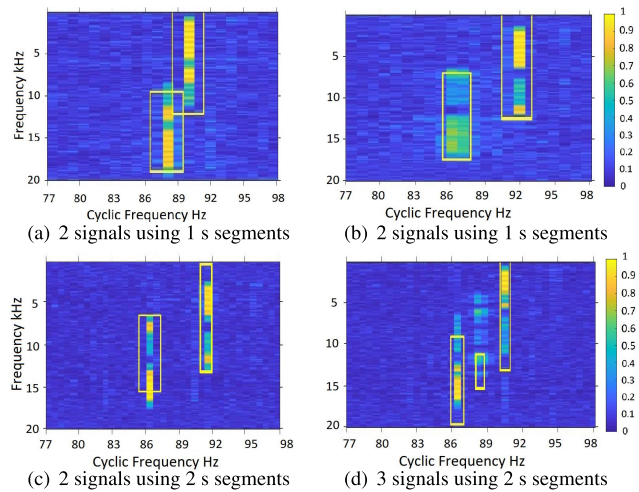 5
10
15
20
Frequency kHz
77 80 83 86 89 92 95 98
Cyclic Frequency Hz
(a) 2 signals using 1 s segments
5
10
15
20
77 80 83 86 89 92 95 98
Cyclic Frequency Hz
(b) 2 signals using 1 s segments
1
0.9
0.8
0.7
0.6
0.5
0.4
0.3
0.2
0.1
0
5
10
15
20
Frequency kHz
77 80 83 86 89 92 95 98
Cyclic Frequency Hz
(c) 2 signals using 2 s segments
5
10
15
20
77 80 83 86 89 92 95 98
Cyclic Frequency Hz
(d) 3 signals using 2 s segments
1
0.9
0.8
0.7
0.6
0.5
0.4
0.3
0.2
0.1
0